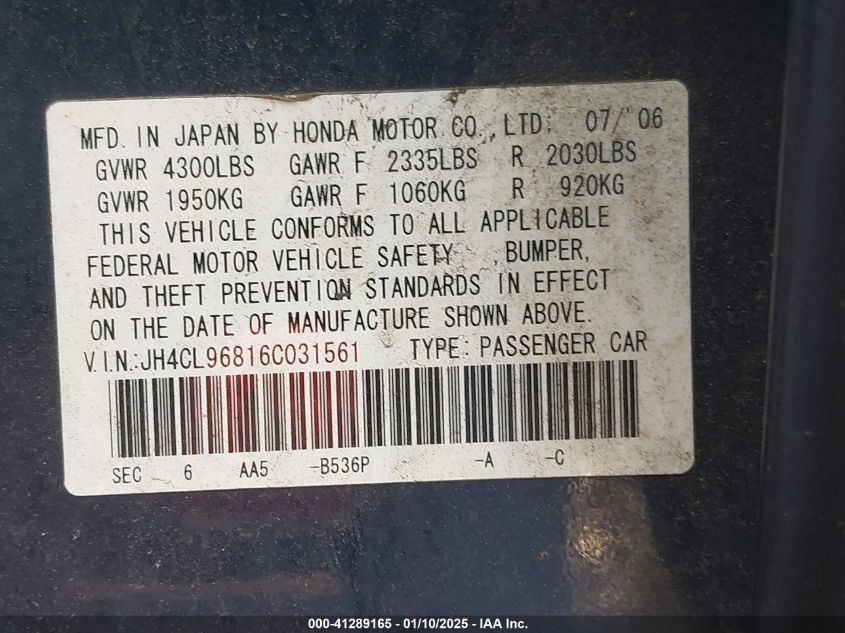 MFD. IN JAPAN BY HONDA MOTOR CO., LTD. 07/'06
GVWR 4300LBS GAWR F 2335LBS R 2030LBS
GVWR 1950KG GAWR F 1060KG R 920KG
THIS VEHICLE CONFORMS TO ALL APPLICABLE
FEDERAL MOTOR VEHICLE SAFETY , BUMPER,
AND THEFT PREVENTION STANDARDS IN EFFECT
ON THE DATE OF MANUFACTURE SHOWN ABOVE.
V.I.N.:JH4CL96816C031561 TYPE: PASSENGER CAR
SEC 6 AA5 -B536P -A -C
000-41289165 - 01/10/2025 - IAA Inc.